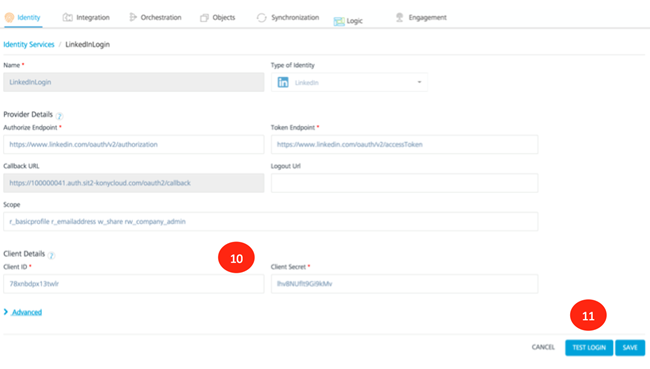 Identity Integration Orchestration Objects Synchronization Logic Engagement
Identity Services / LinkedInLogin
Name * Type of Identity
LinkedInLogin LinkedIn
Provider Details ?
Authorize Endpoint * Token Endpoint *
https://www.linkedin.com/oauth/v2/authorization https://www.linkedin.com/oauth/v2/accessToken
Callback URL Logout Url
https://100000041.auth.sit2-konycloud.com/oauth2/callback
Scope
r_basicprofile r_emailaddress w_share rw_company_admin
Client Details ?
10
Client ID * Client Secret *
78xnbdpx13twlr
Advanced
11
CANCEL TEST LOGIN SAVE